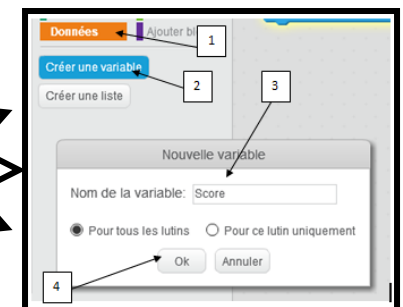 Données
Ajouter bl
1
Créer une variable
2
3
Créer une liste
Nouvelle variable
Nom de la variable: Score
Pour tous les lutins Pour ce lutin uniquement
4
Ok Annuler